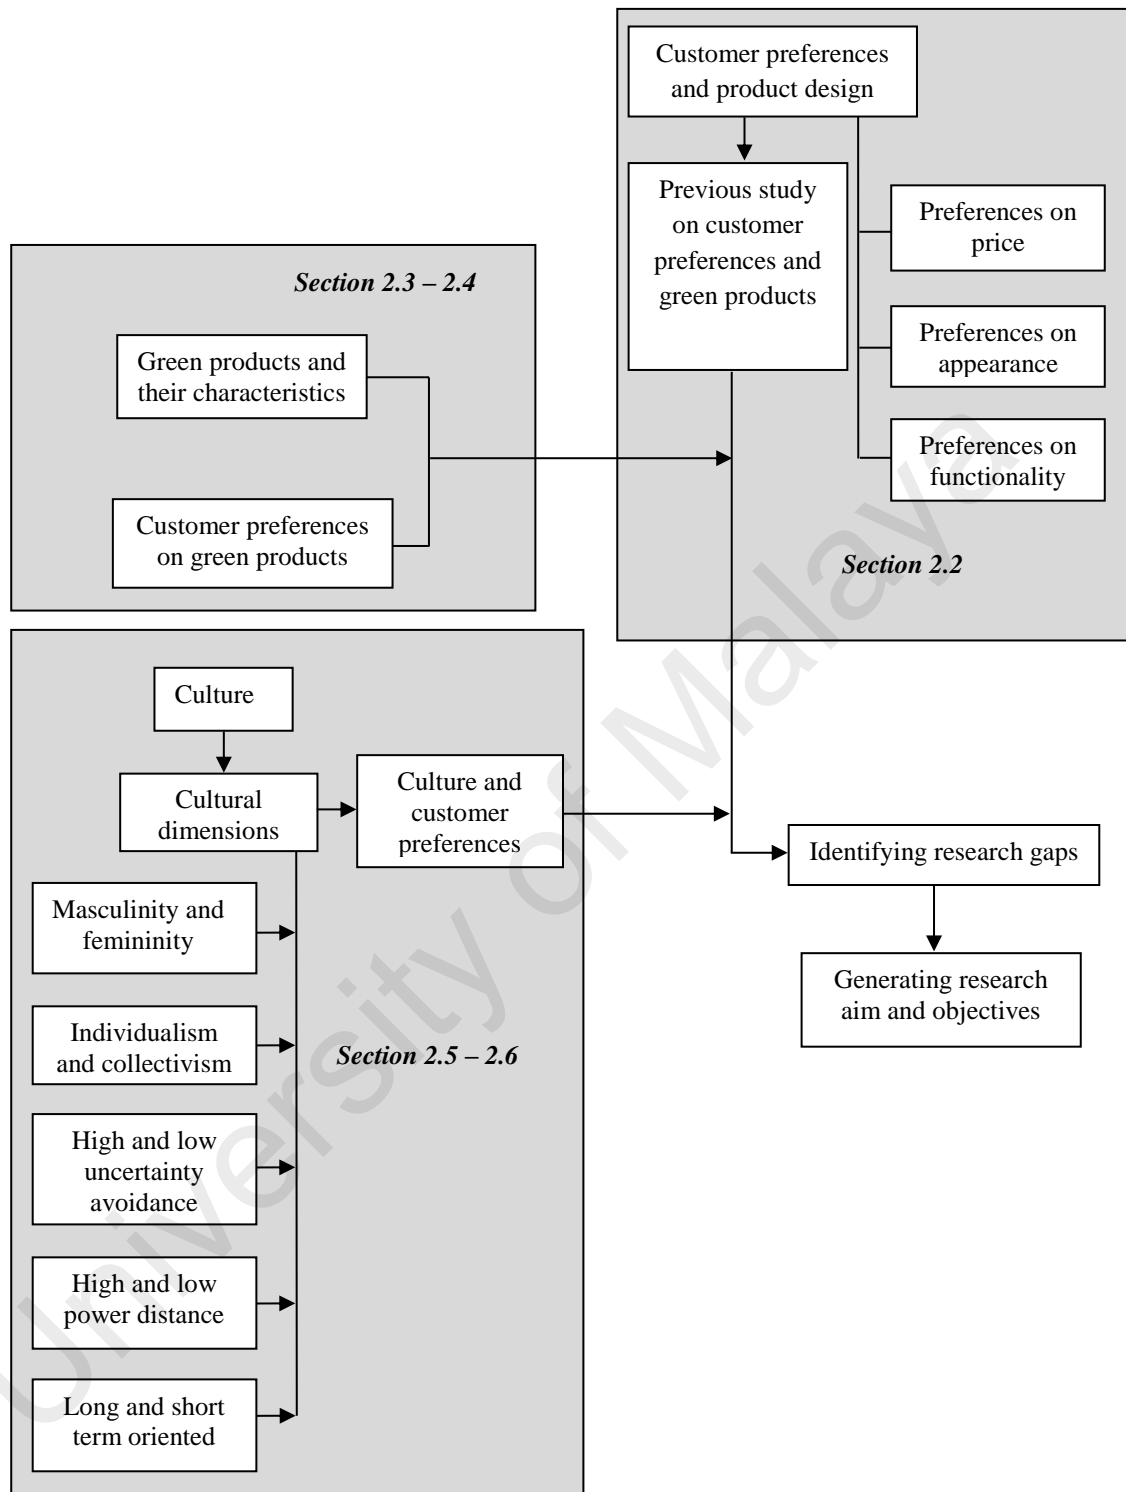 Customer preferences
and product design
Previous study
on customer
preferences and
green products
Preferences on
price
Preferences on
appearance
Preferences on
functionality
Section 2.2
Section 2.3 – 2.4
Green products and
their characteristics
Customer preferences
on green products
Culture
Cultural
dimensions
Culture and
customer
preferences
Masculinity and
femininity
Individualism
and collectivism
High and low
uncertainty
avoidance
High and low
power distance
Long and short
term oriented
Section 2.5 – 2.6
Identifying research gaps
Generating research
aim and objectives
University of Malaya